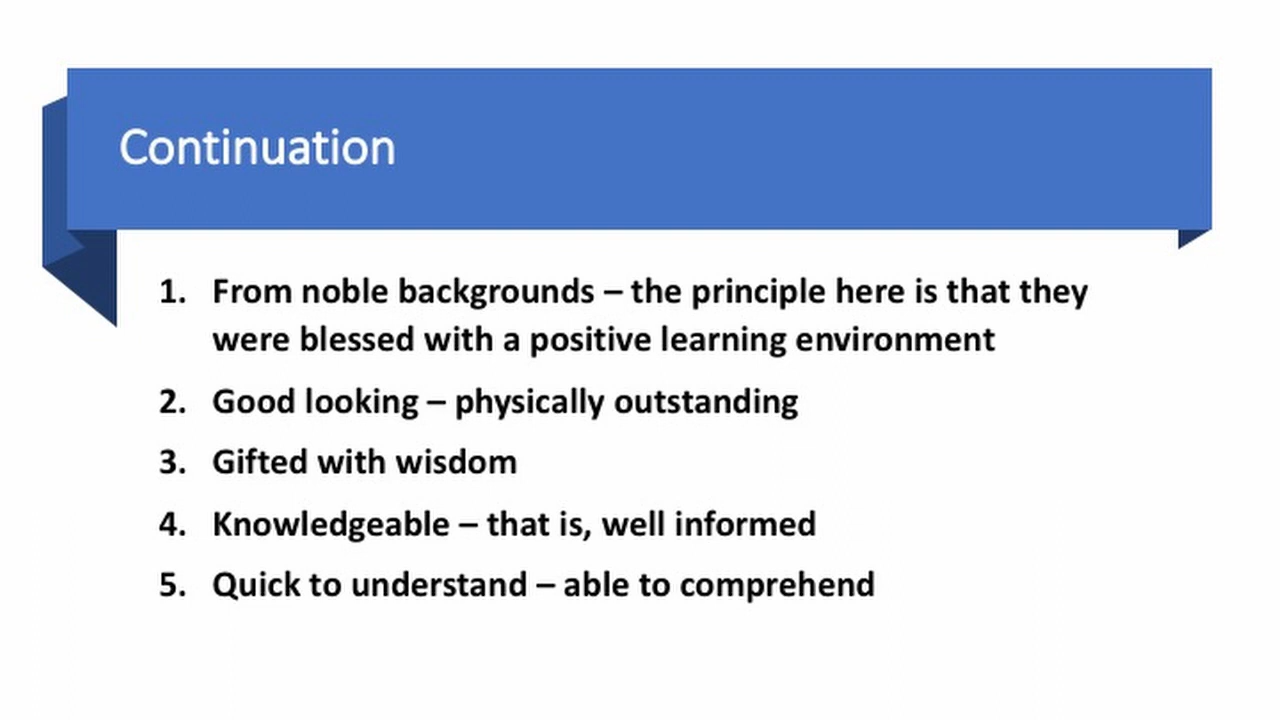 Continuation
1. From noble backgrounds – the principle here is that they
were blessed with a positive learning environment
2. Good looking – physically outstanding
3. Gifted with wisdom
4. Knowledgeable – that is, well informed
5. Quick to understand – able to comprehend